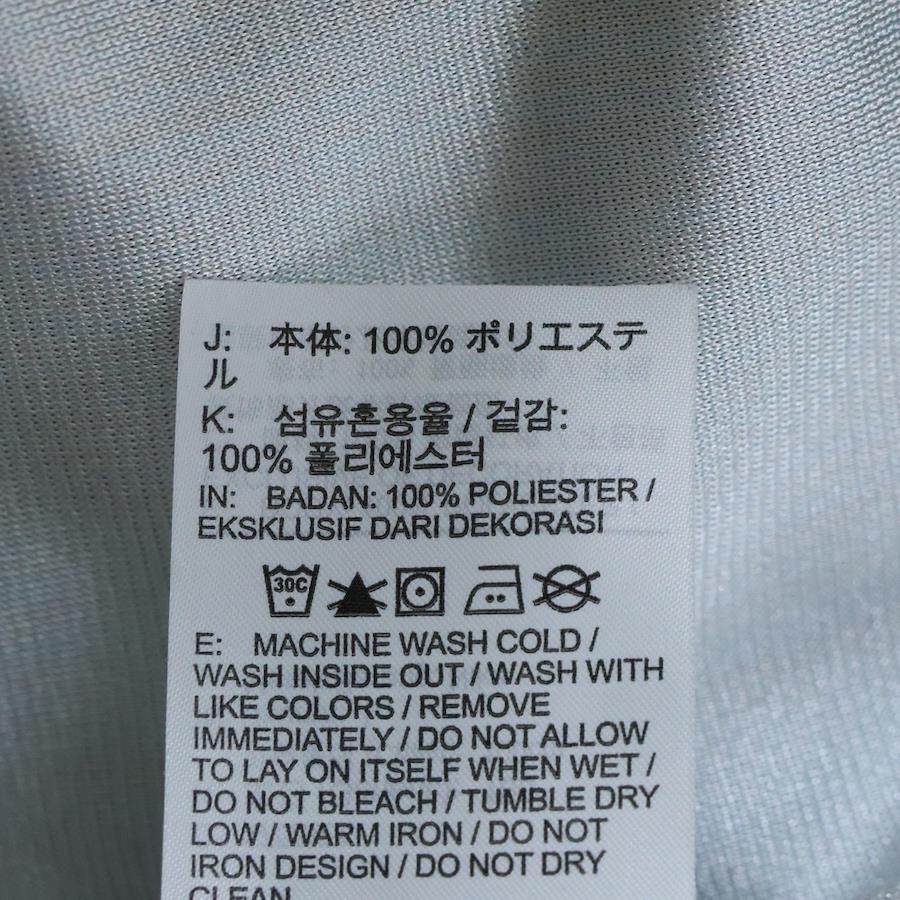 J: 本体: 100% ポリエステ
ル
K: 섬유혼용율 / 겉감:
100% 폴리에스터
IN: BADAN: 100% POLIESTER /
EKSKLUSIF DARI DEKORASI
30C
E: MACHINE WASH COLD /
WASH INSIDE OUT / WASH WITH
LIKE COLORS / REMOVE
IMMEDIATELY / DO NOT ALLOW
TO LAY ON ITSELF WHEN WET /
DO NOT BLEACH / TUMBLE DRY
LOW / WARM IRON / DO NOT
IRON DESIGN / DO NOT DRY
CLEAN